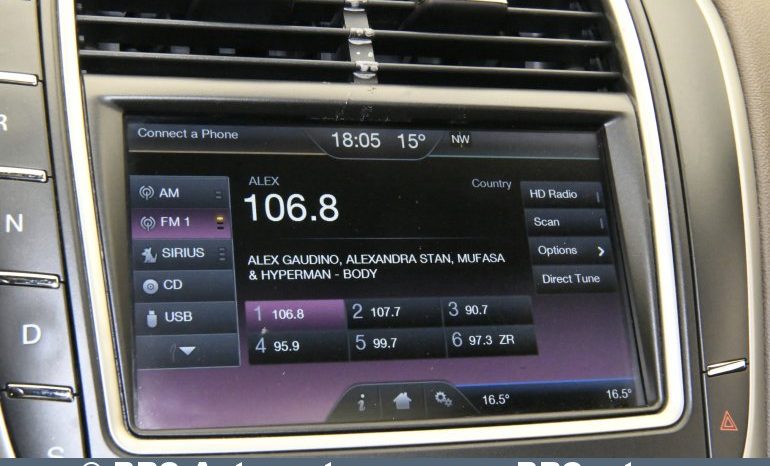 Connect a Phone
18:05 15° NW
ALEX
Country
106.8
AM
FM 1
SIRIUS
CD
USB
HD Radio
Scan
Options
Direct Tune
ALEX GAUDINO, ALEXANDRA STAN, MUFASA
& HYPERMAN - BODY
1 106.8 2 107.7 3 90.7
4 95.9 5 99.7 6 97.3 ZR
16.5° 16.5°
R
N
D
S